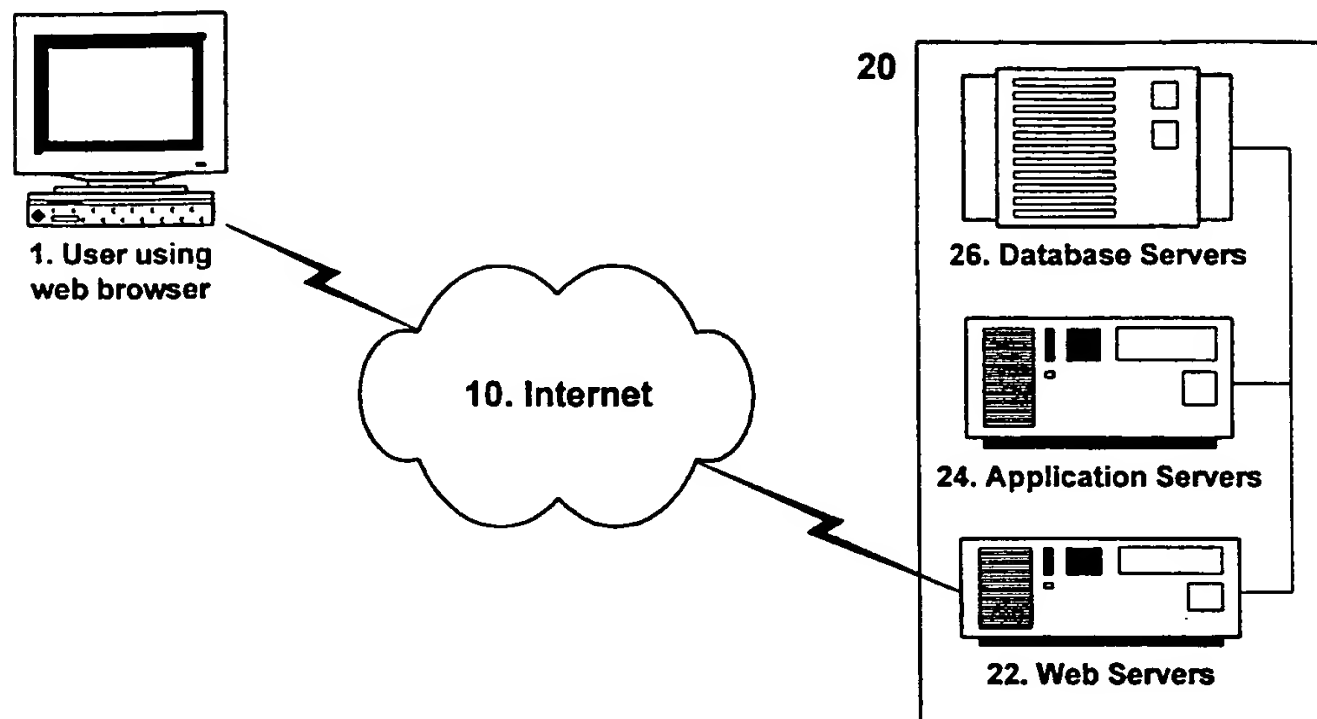 1. User using
web browser
10. Internet
20
26. Database Servers
24. Application Servers
22. Web Servers